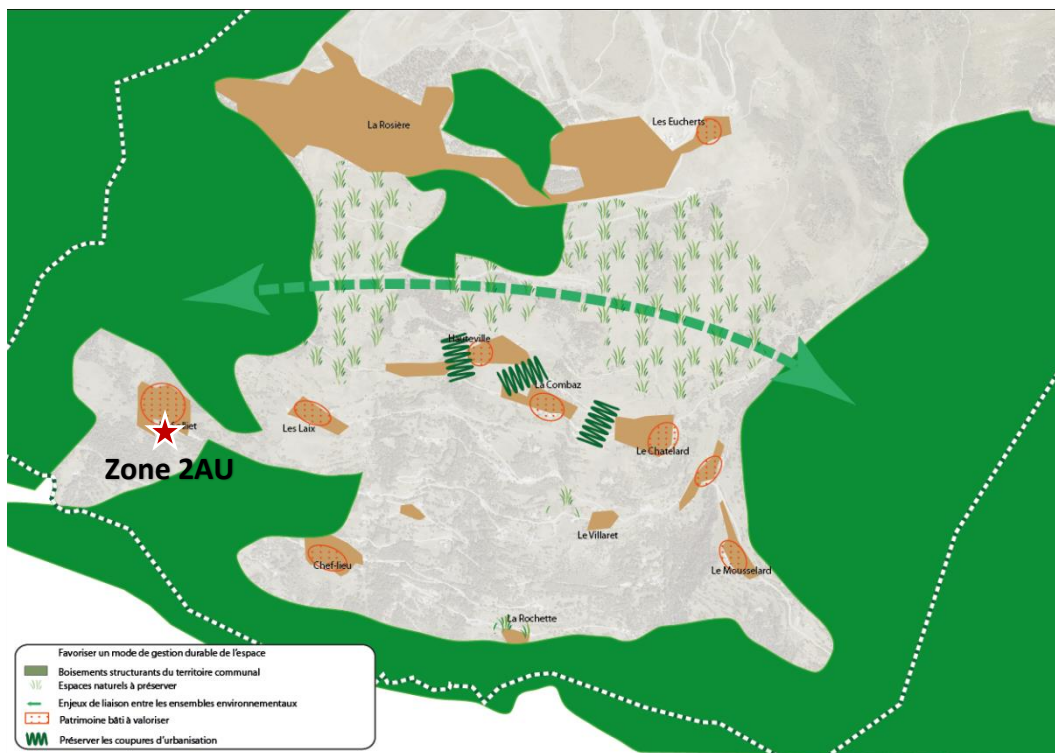 La Rosière
Les Eucherts
Hauteville
La Combaz
Les Laix
Zone 2AU
Le Chatelard
Le Villaret
Chef-lieu
Le Mousselard
La Rochette
Favoriser un mode de gestion durable de l'espace
Boisements structurants du territoire communal
Espaces naturels à préserver
Enjeux de liaison entre les ensembles environnementaux
Patrimoine bâti à valoriser
Préserver les coupures d'urbanisation